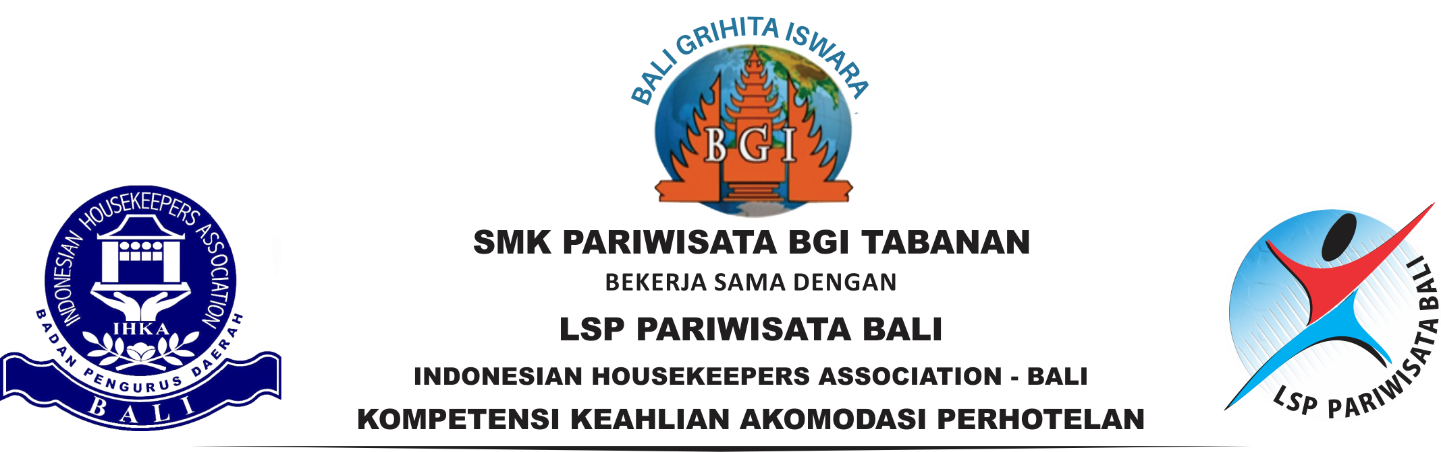 BALI GRIHITA ISWARA
BGI
SMK PARIWISATA BGI TABANAN
BEKERJA SAMA DENGAN
LSP PARIWISATA BALI
INDONESIAN HOUSEKEEPERS ASSOCIATION - BALI
KOMPETENSI KEAHLIAN AKOMODASI PERHOTELAN
INDONESIAN HOUSEKEEPERS ASSOCIATION
IHKA
BADAN PENGURUS DAERAH
BALI
LSP PARIWISATA BALI